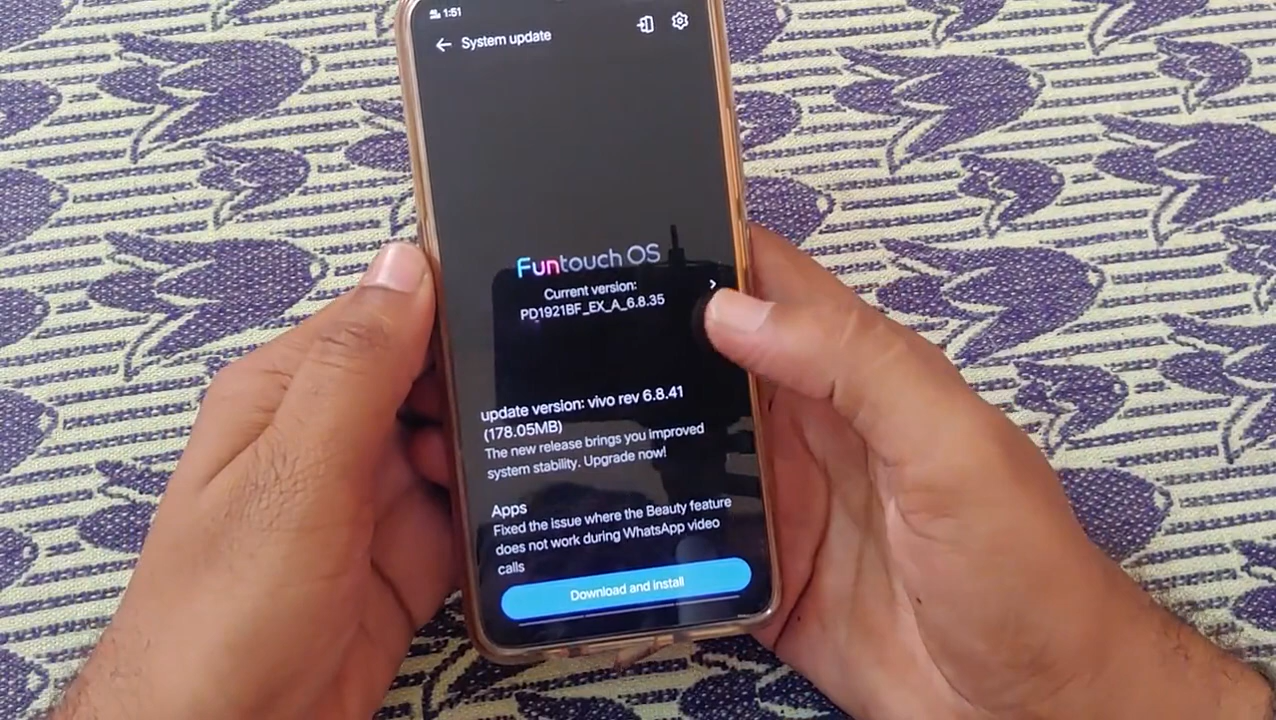 1:51
System update
Funtouch OS
Current version:
PD1921BF_EX_A_6.8.35
update version: vivo rev 6.8.41
(178.05MB)
The new release brings you improved
system stability. Upgrade now!
Apps
Fixed the issue where the Beauty feature
does not work during WhatsApp video
calls
Download and install